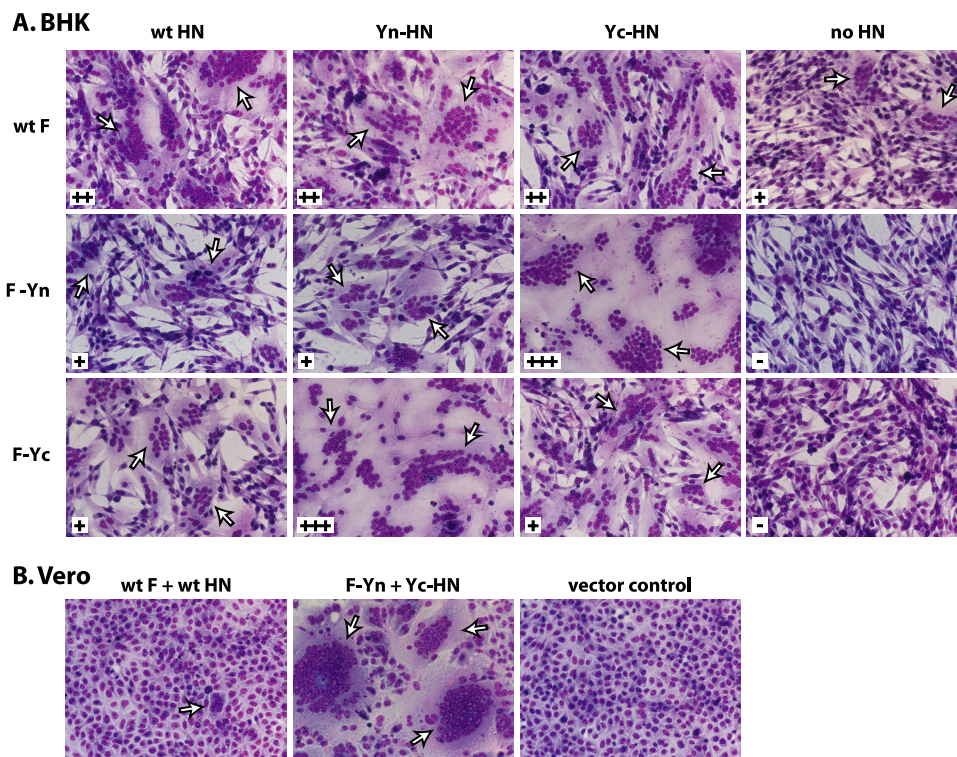 A. BHK
wt HN Yn-HN Yc-HN no HN
wt F
++ ++ ++ +
F -Yn
+ + +++ -
F-Yc
+ +++ + -
B. Vero
wt F + wt HN F-Yn + Yc-HN vector control